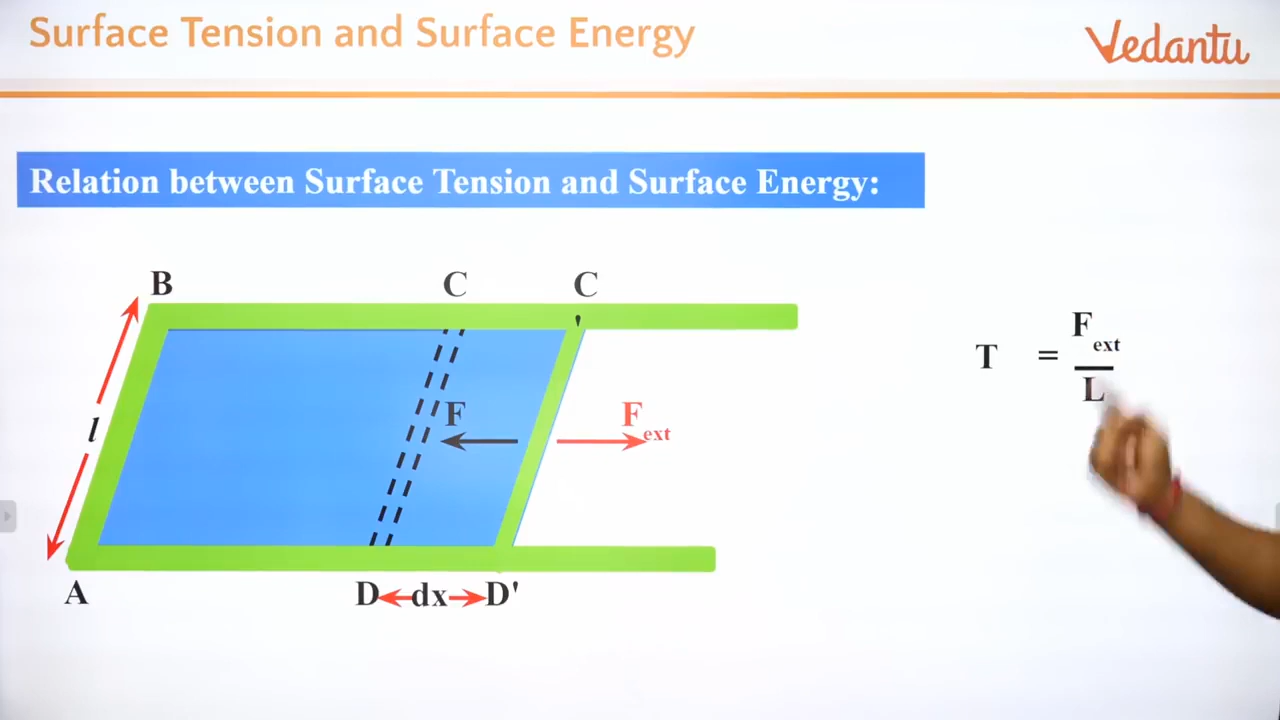 Surface Tension and Surface Energy
Vedantu
Relation between Surface Tension and Surface Energy:
B C C
'
l
F
F ext
A
D dx D'
T = F ext
L